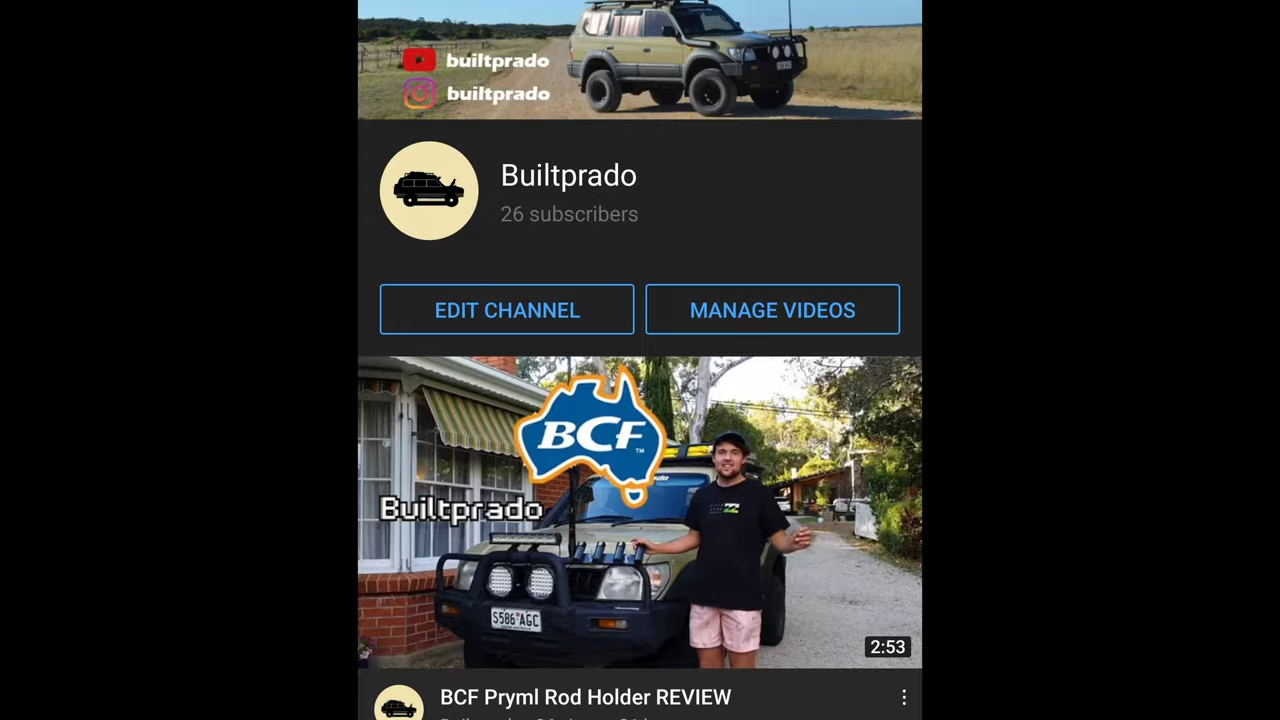 builtprado
builtprado
Builtprado
26 subscribers
EDIT CHANNEL
MANAGE VIDEOS
BCF™
Builtprado
S586·AGC
2:53
BCF Pryml Rod Holder REVIEW